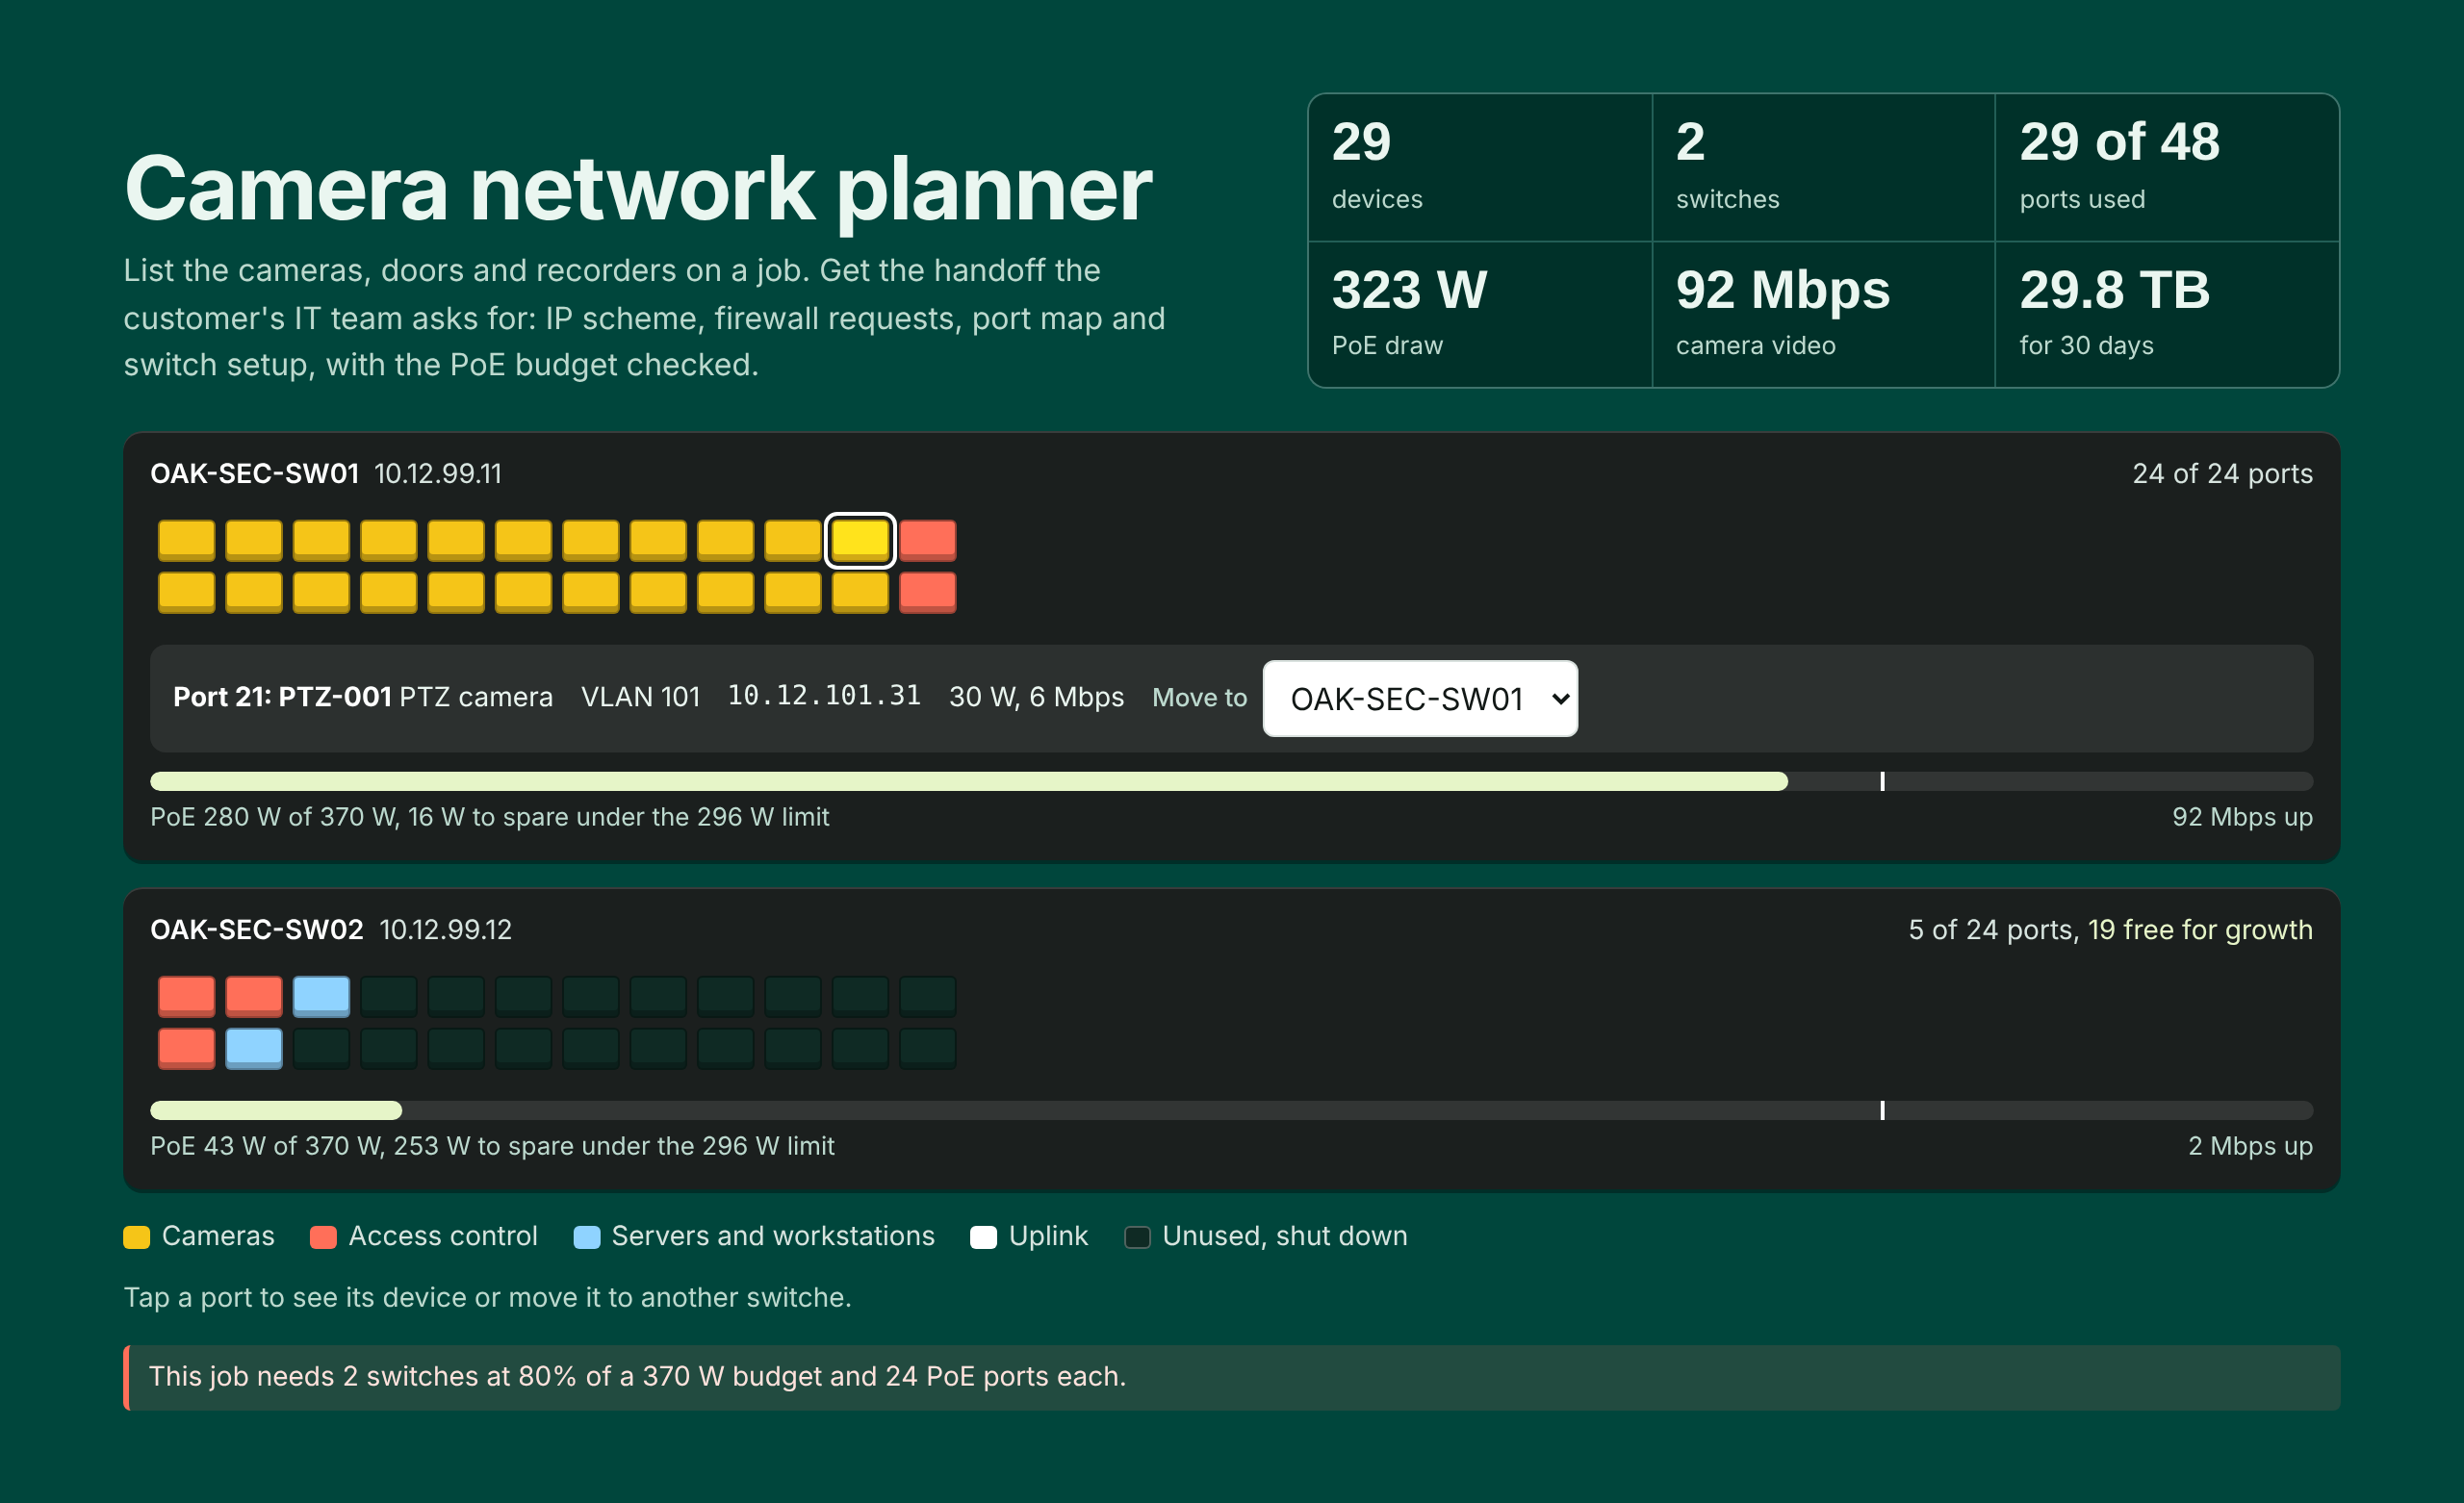 Camera network planner
List the cameras, doors and recorders on a job. Get the handoff the
customer's IT team asks for: IP scheme, firewall requests, port map and
switch setup, with the PoE budget checked.
29
devices
2
switches
29 of 48
ports used
323 W
PoE draw
92 Mbps
camera video
29.8 TB
for 30 days
OAK-SEC-SW01 10.12.99.11
24 of 24 ports
Port 21: PTZ-001 PTZ camera VLAN 101 10.12.101.31 30 W, 6 Mbps Move to OAK-SEC-SW01
PoE 280 W of 370 W, 16 W to spare under the 296 W limit
92 Mbps up
OAK-SEC-SW02 10.12.99.12
5 of 24 ports, 19 free for growth
PoE 43 W of 370 W, 253 W to spare under the 296 W limit
2 Mbps up
Cameras Access control Servers and workstations Uplink Unused, shut down
Tap a port to see its device or move it to another switche.
This job needs 2 switches at 80% of a 370 W budget and 24 PoE ports each.